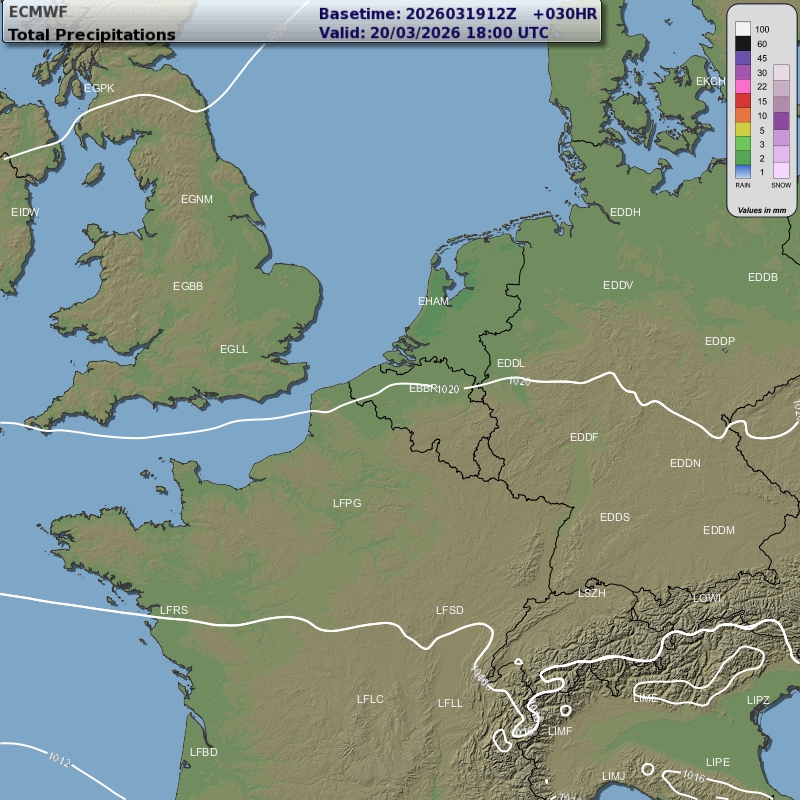 ECMWF
Basetime: 2026031912Z +030HR
Total Precipitations
Valid: 20/03/2026 18:00 UTC
100
60
45
30
22
15
10
5
3
2
1
RAIN
SNOW
Values in mm
EGPK
EKCH
EGNM
EIDW
EDDH
EGBB
EHAM
EDDV
EDDB
EGLL
EDDP
EDDL
EBBR
1020
1020
EDDF
EDDN
LFPG
EDDS
EDDM
LSZH
LOWI
LFRS
LFSD
LFLC
LFLL
LIME
LIPZ
LIMF
LFBD
1012
LIPE
LIMJ
1016